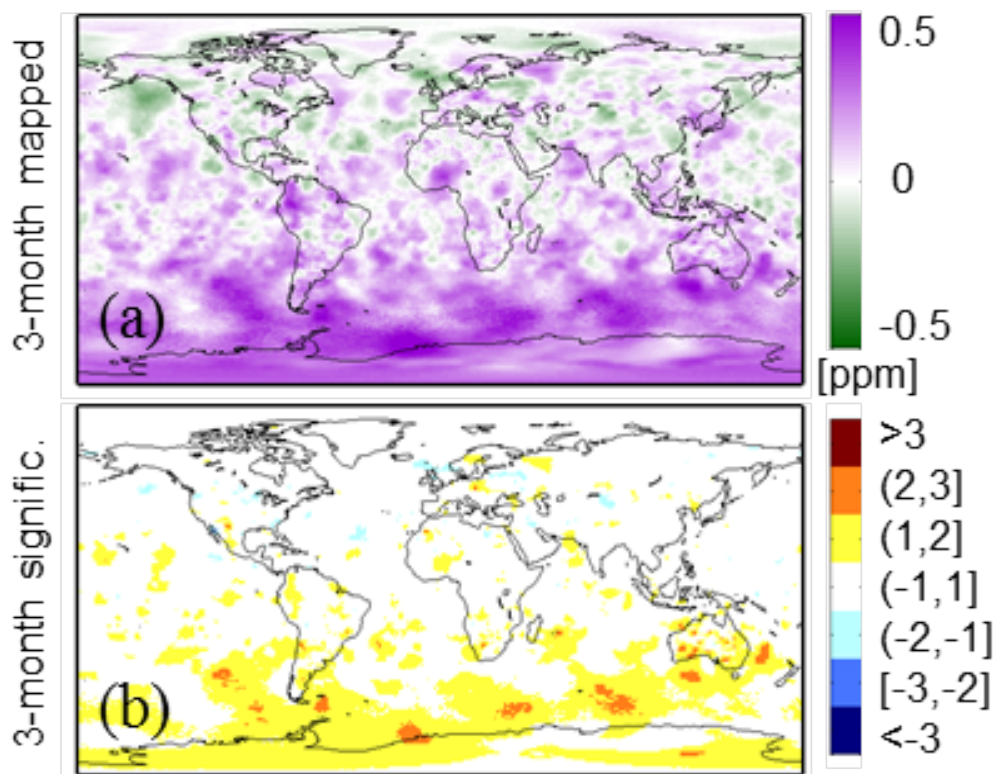 3-month mapped
(a)
0.5
0
-0.5
[ppm]
3-month signific.
(b)
>3
(2,3]
(1,2]
(-1,1]
(-2,-1]
[-3,-2]
<-3